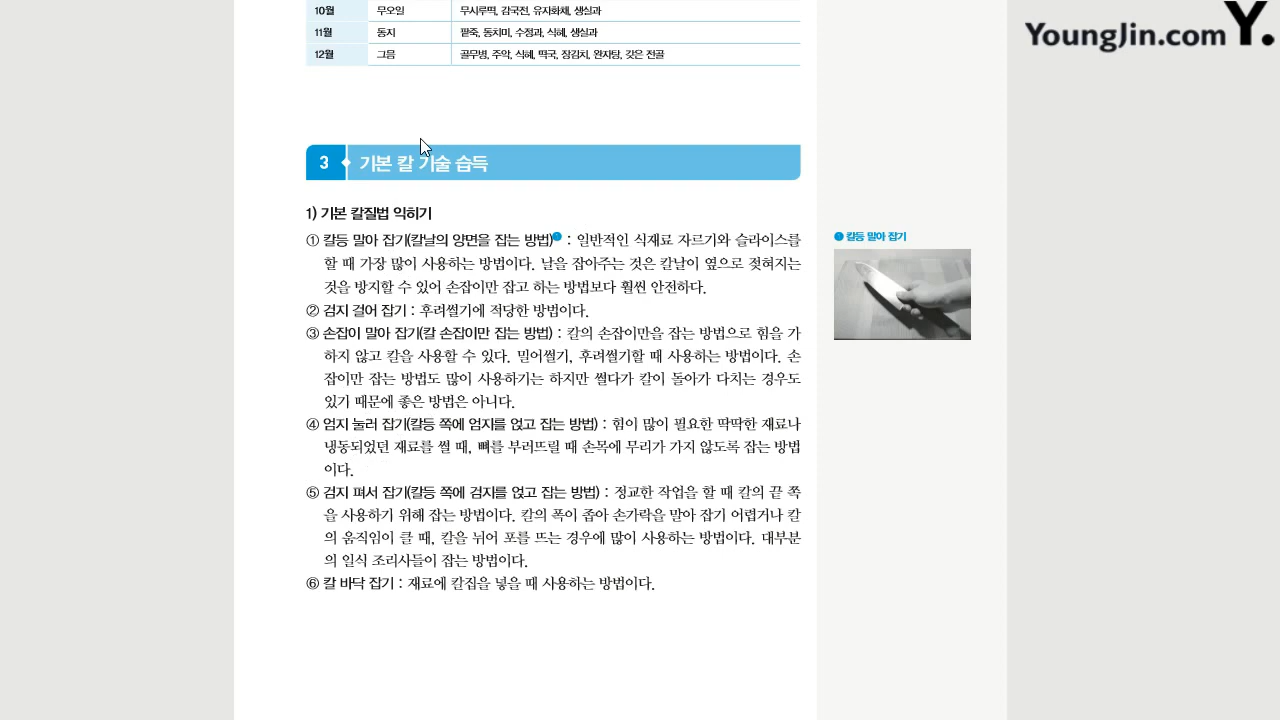 10월 무오일 무시루떡, 감국전, 유자화채, 생실과
11월 동지 팥죽, 동치미, 수정과, 식혜, 생실과
12월 그믐 골무병, 주악, 식혜, 떡국, 장김치, 완자탕, 갖은 전골
YoungJin.com Y.
3 기본 칼 기술 습득
1) 기본 칼질법 익히기
① 칼등 말아 잡기(칼날의 양면을 잡는 방법)❶ : 일반적인 식재료 자르기와 슬라이스를
할 때 가장 많이 사용하는 방법이다. 날을 잡아주는 것은 칼날이 옆으로 젖혀지는
것을 방지할 수 있어 손잡이만 잡고 하는 방법보다 훨씬 안전하다.
② 검지 걸어 잡기 : 후려썰기에 적당한 방법이다.
③ 손잡이 말아 잡기(칼 손잡이만 잡는 방법) : 칼의 손잡이만을 잡는 방법으로 힘을 가
하지 않고 칼을 사용할 수 있다. 밀어썰기, 후려썰기할 때 사용하는 방법이다. 손
잡이만 잡는 방법도 많이 사용하기는 하지만 썰다가 칼이 돌아가 다치는 경우도
있기 때문에 좋은 방법은 아니다.
④ 엄지 눌러 잡기(칼등 쪽에 엄지를 얹고 잡는 방법) : 힘이 많이 필요한 딱딱한 재료나
냉동되었던 재료를 썰 때, 뼈를 부러뜨릴 때 손목에 무리가 가지 않도록 잡는 방법
이다.
⑤ 검지 펴서 잡기(칼등 쪽에 검지를 얹고 잡는 방법) : 정교한 작업을 할 때 칼의 끝 쪽
을 사용하기 위해 잡는 방법이다. 칼의 폭이 좁아 손가락을 말아 잡기 어렵거나 칼
의 움직임이 클 때, 칼을 뉘어 포를 뜨는 경우에 많이 사용하는 방법이다. 대부분
의 일식 조리사들이 잡는 방법이다.
⑥ 칼 바닥 잡기 : 재료에 칼집을 넣을 때 사용하는 방법이다.
❶ 칼등 말아 잡기